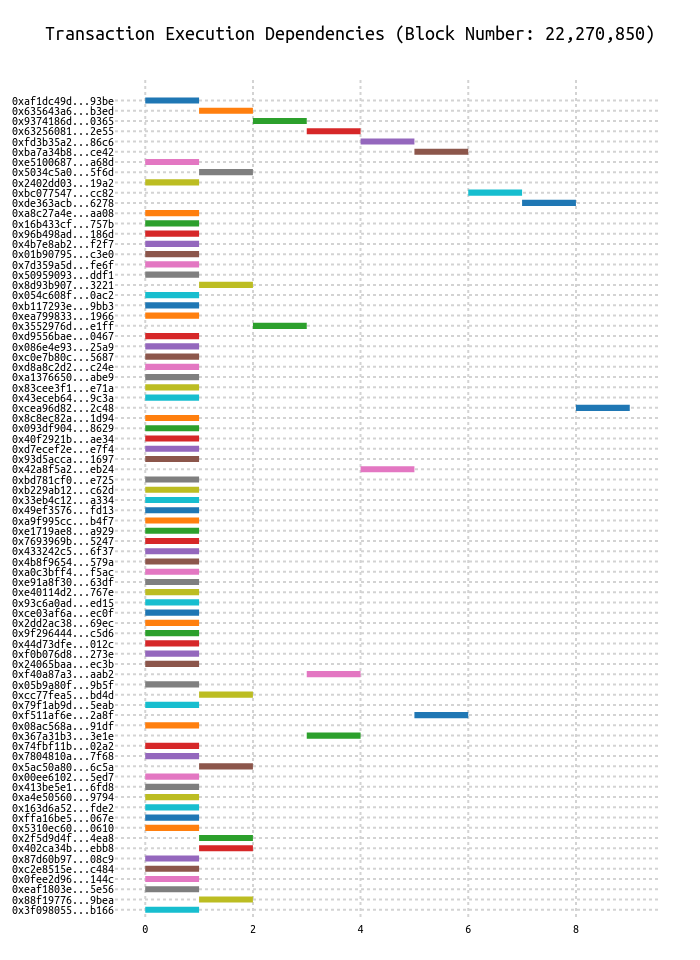 Transaction Execution Dependencies (Block Number: 22,270,850)
0xaf1dc49d...93be
0x635643a6...b3ed
0x9374186d...0365
0x63256081...2e55
0xfd3b35a2...86c6
0xba7a34b8...ce42
0xe5100687...a68d
0x5034c5a0...5f6d
0x2402dd03...19a2
0xbc077547...cc82
0xde363acb...6278
0xa8c27a4e...aa08
0x16b433cf...757b
0x96b498ad...186d
0x4b7e8ab2...f2f7
0x01b90795...c3e0
0x7d359a5d...fe6f
0x50959093...ddf1
0x8d93b907...3221
0x054c608f...0ac2
0xb117293e...9bb3
0xea799833...1966
0x3552976d...e1ff
0xd9556bae...0467
0x086e4e93...25a9
0xc0e7b80c...5687
0xd8a8c2d2...c24e
0xa1376650...abe9
0x83cee3f1...e71a
0x43eceb64...9c3a
0xcea96d82...2c48
0x8c8ec82a...1d94
0x093df904...8629
0x40f2921b...ae34
0xd7ecef2e...e7f4
0x93d5acca...1697
0x42a8f5a2...eb24
0xbd781cf0...e725
0xb229ab12...c62d
0x33eb4c12...a334
0x49ef3576...fd13
0xa9f995cc...b4f7
0xe1719ae8...a929
0x7693969b...5247
0x433242c5...6f37
0x4b8f9654...579a
0xa0c3bff4...f5ac
0xe91a8f30...63df
0xe40114d2...767e
0x93c6a0ad...ed15
0xce03af6a...ec0f
0x2dd2ac38...69ec
0x9f296444...c5d6
0x44d73dfe...012c
0xf0b076d8...273e
0x24065baa...ec3b
0xf40a87a3...aab2
0x05b9a80f...9b5f
0xcc77fea5...bd4d
0x79f1ab9d...5eab
0xf511af6e...2a8f
0x08ac568a...91df
0x367a31b3...3e1e
0x74fbf11b...02a2
0x7804810a...7f68
0x5ac50a80...6c5a
0x00ee6102...5ed7
0x413be5e1...6fd8
0xa4e50560...9794
0x163d6a52...fde2
0xffa16be5...067e
0x5310ec60...0610
0x2f5d9d4f...4ea8
0x402ca34b...ebb8
0x87d60b97...08c9
0xc2e8515e...c484
0x0fee2d96...144c
0xeaf1803e...5e56
0x88f19776...9bea
0x3f098055...b166
0 2 4 6 8